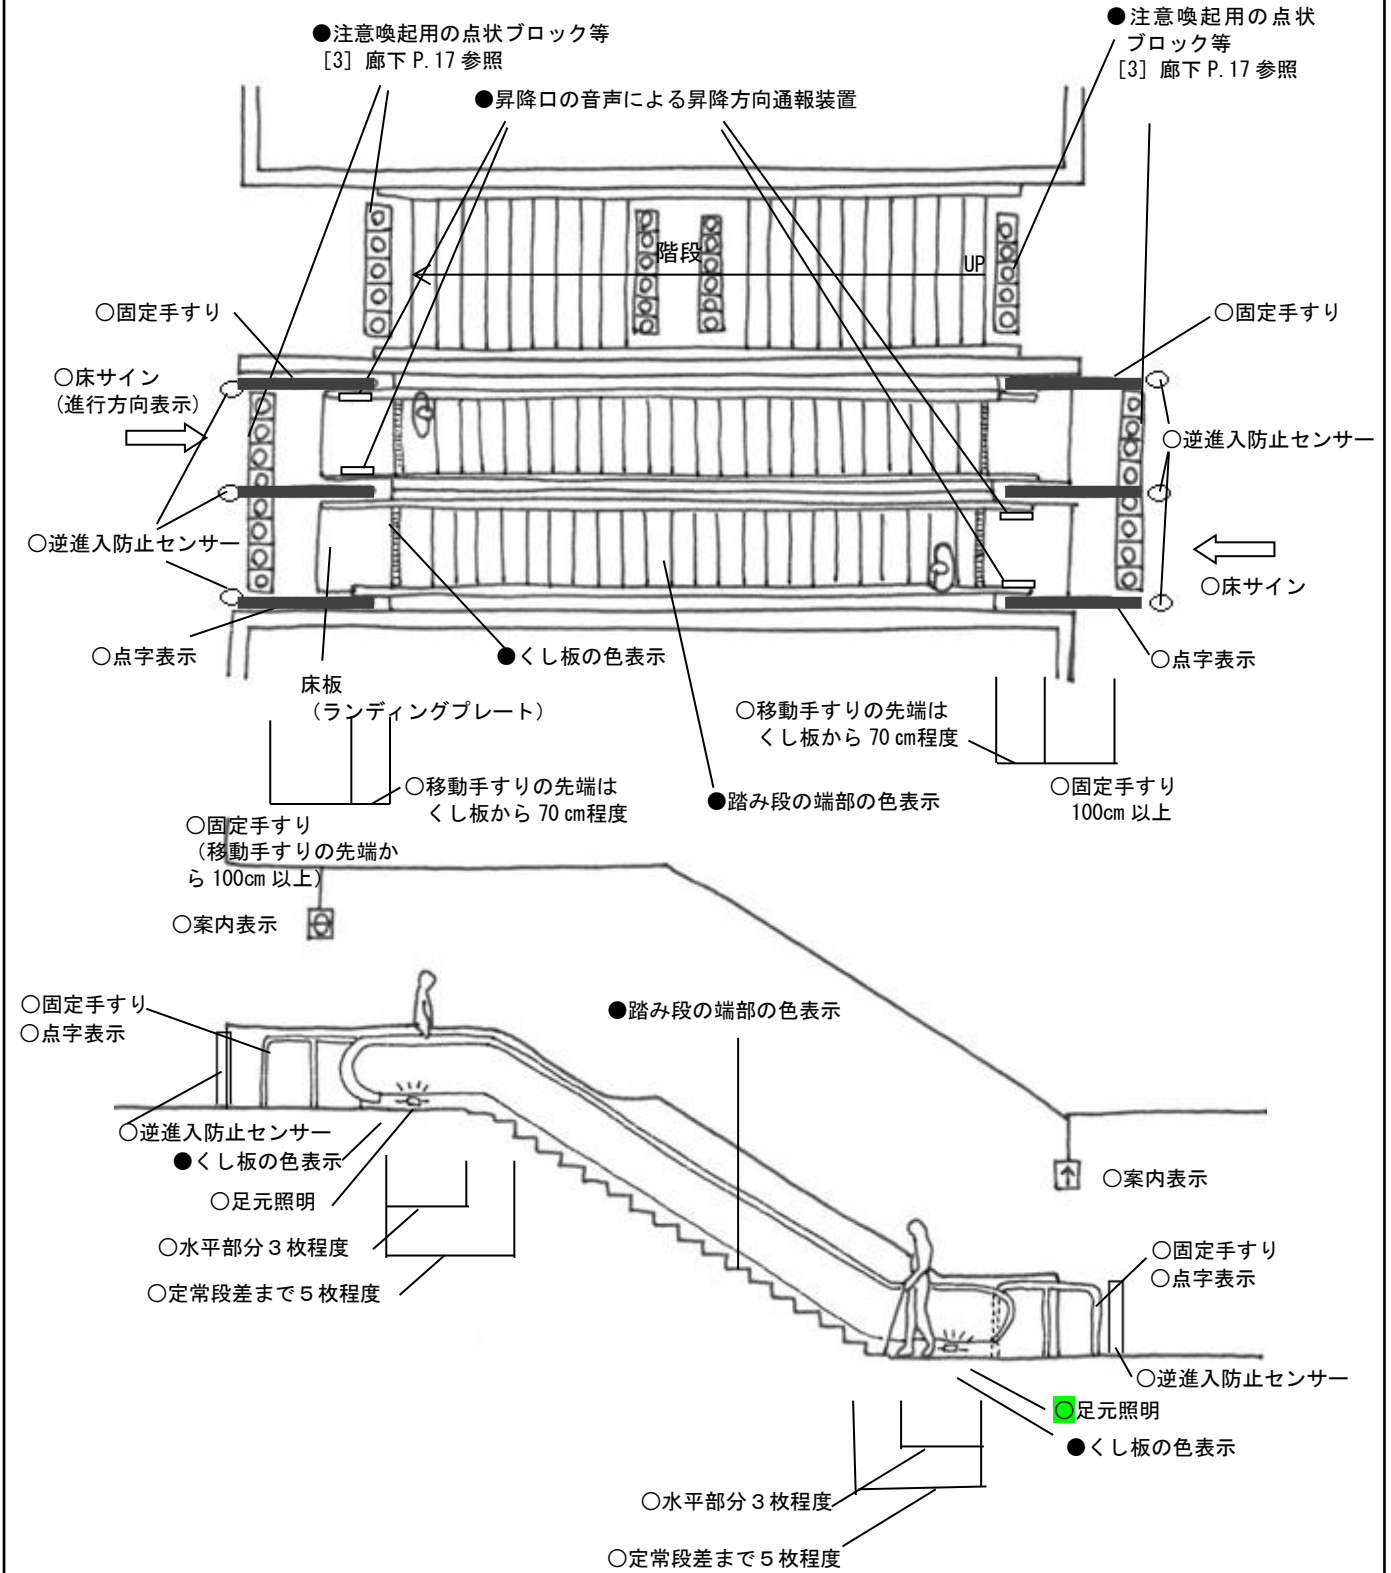 ●注意喚起用の点状ブロック等
[3] 廊下 P.17 参照
●注意喚起用の点状
ブロック等
[3] 廊下 P.17 参照
●昇降口の音声による昇降方向通報装置
階段
UP
○固定手すり
○固定手すり
○床サイン
(進行方向表示)
○逆進入防止センサー
○逆進入防止センサー
○床サイン
○点字表示
●くし板の色表示
○点字表示
床板
（ランディングプレート）
○移動手すりの先端は
くし板から 70 cm程度
○移動手すりの先端は
くし板から 70 cm程度
●踏み段の端部の色表示
○固定手すり
100cm 以上
○固定手すり
（移動手すりの先端か
ら 100cm 以上）
○案内表示
○固定手すり
○点字表示
●踏み段の端部の色表示
○逆進入防止センサー
●くし板の色表示
○足元照明
○案内表示
○水平部分３枚程度
○定常段差まで５枚程度
○固定手すり
○点字表示
○逆進入防止センサー
○足元照明
●くし板の色表示
○水平部分３枚程度
○定常段差まで５枚程度